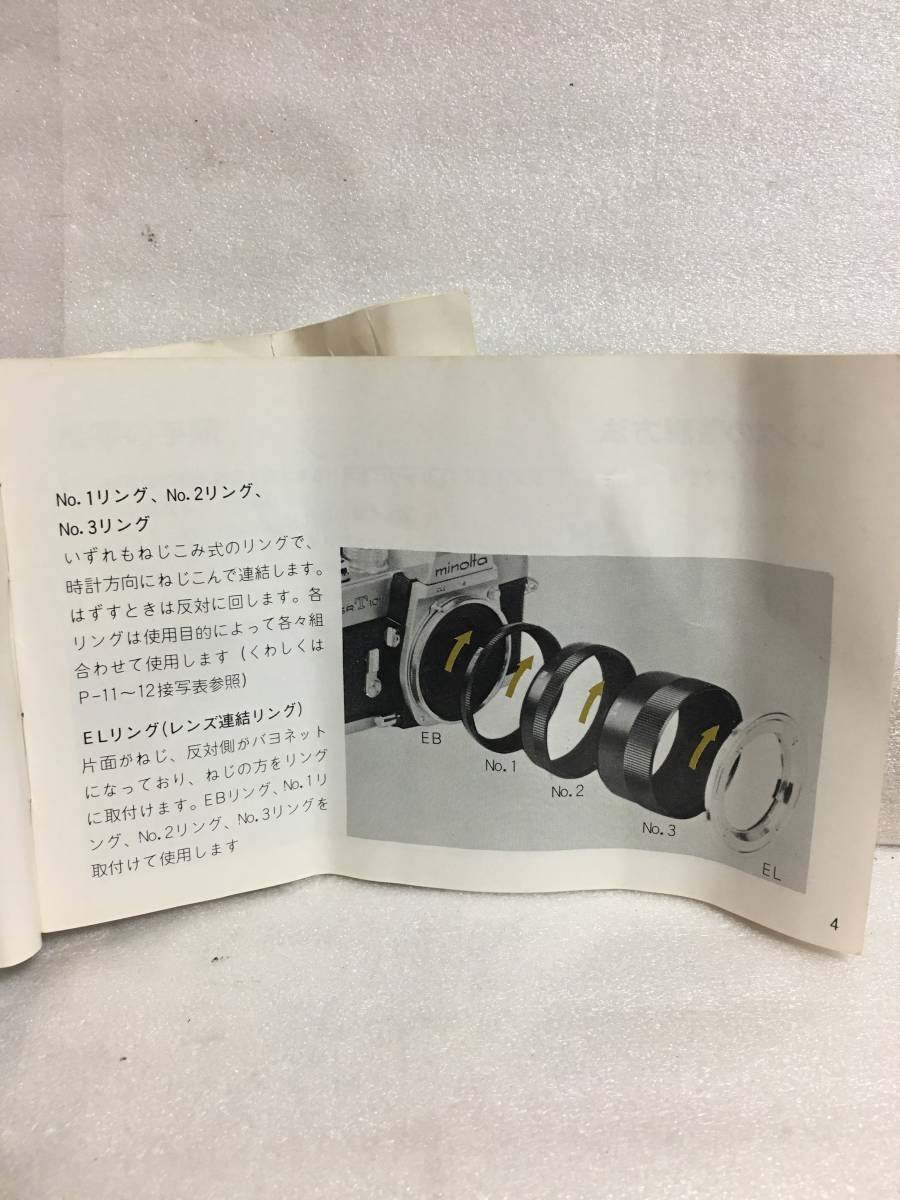 No.1リング、No.2リング、
No.3リング
いずれもねじこみ式のリングで、
時計方向にねじこんで連結します。
はずすときは反対に回します。各
リングは使用目的によって各々組
合わせて使用します(くわしくは
P-11〜12接写表参照)
ELリング(レンズ連結リング)
片面がねじ、反対側がバヨネット
になっており、ねじの方をリング
に取付けます。EBリング、No.1リ
ング、No.2リング、No.3リングを
取付けて使用します
minolta
EB
No.1
No.2
No.3
EL
4